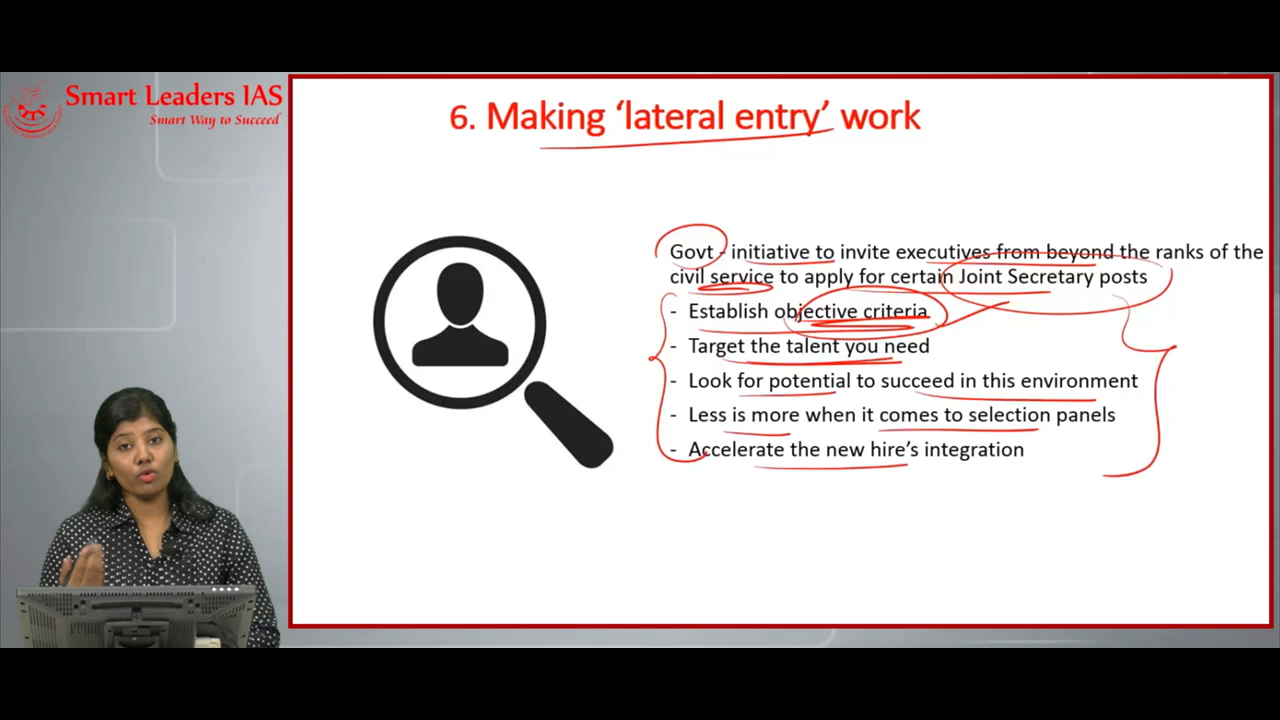 Smart Leaders IAS
Smart Way to Succeed
6. Making ‘lateral entry’ work
Govt - initiative to invite executives from beyond the ranks of the
civil service to apply for certain Joint Secretary posts
- Establish objective criteria
- Target the talent you need
- Look for potential to succeed in this environment
- Less is more when it comes to selection panels
- Accelerate the new hire’s integration